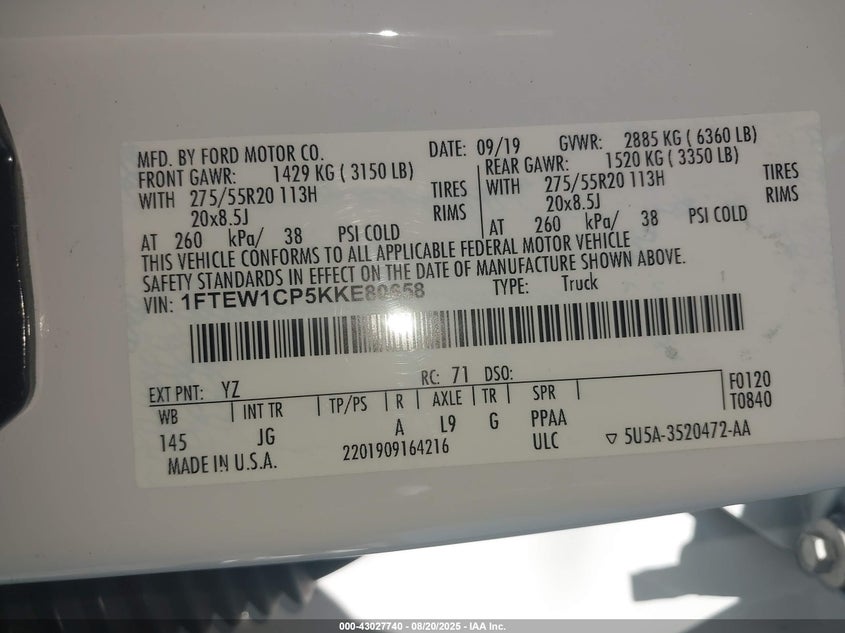 MFD. BY FORD MOTOR CO.
DATE: 09/19
GVWR: 2885 KG ( 6360 LB)
FRONT GAWR: 1429 KG ( 3150 LB)
WITH 275/55R20 113H TIRES
20x8.5J RIMS
AT 260 kPa/ 38 PSI COLD
REAR GAWR: 1520 KG ( 3350 LB)
WITH 275/55R20 113H TIRES
20x8.5J RIMS
AT 260 kPa/ 38 PSI COLD
THIS VEHICLE CONFORMS TO ALL APPLICABLE FEDERAL MOTOR VEHICLE
SAFETY STANDARDS IN EFFECT ON THE DATE OF MANUFACTURE SHOWN ABOVE.
VIN: TYPE: Truck
EXT PNT: YZ RC: 71 DSO:
WB INT TR TP/PS R AXLE TR SPR
145 JG A L9 G PPAA
ULC
F0120
T0840
MADE IN U.S.A. 2201909164216
5U5A-3520472-AA
000-43027740 - 08/20/2025 - IAA Inc.